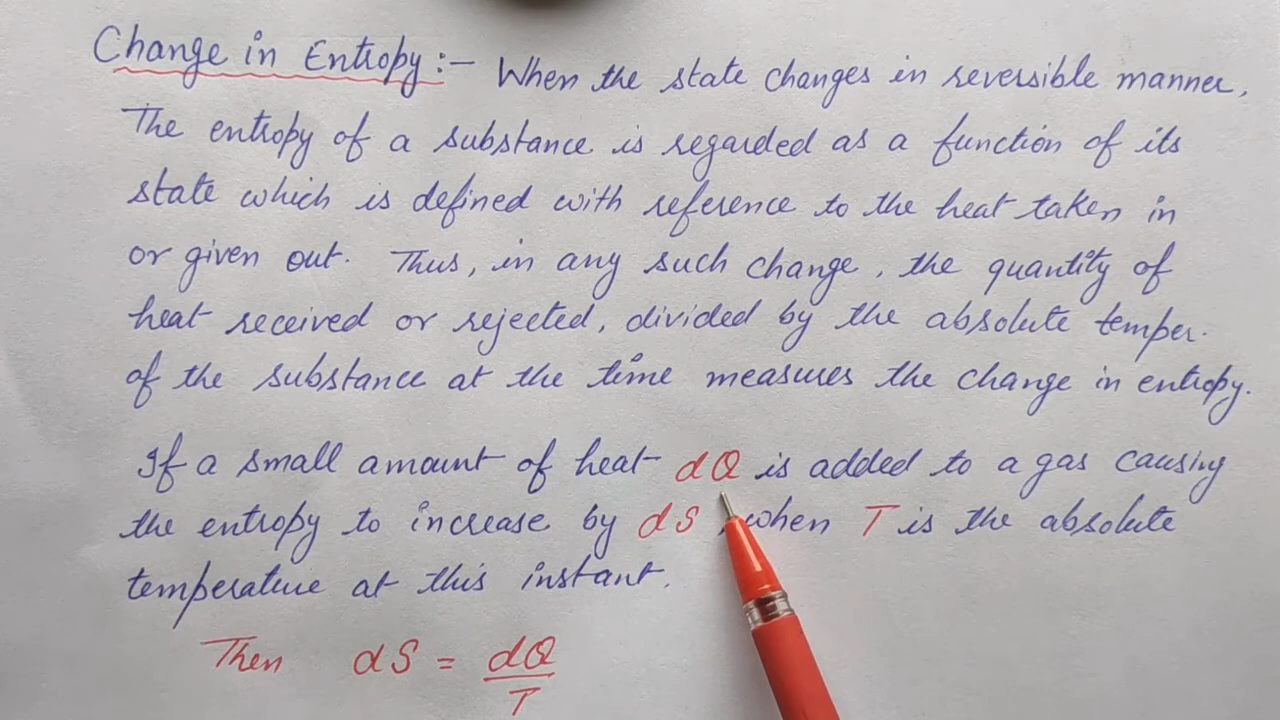 Change in Entropy :- When the state changes in reversible manner,
The entropy of a substance is regarded as a function of its
state which is defined with reference to the heat taken in
or given out. Thus, in any such change, the quantity of
heat received or rejected, divided by the absolute temper.
of the substance at the time measures the change in entropy.
If a small amount of heat dQ is added to a gas causing
the entropy to increase by dS, when T is the absolute
temperature at this instant.
Then dS = dQ/T